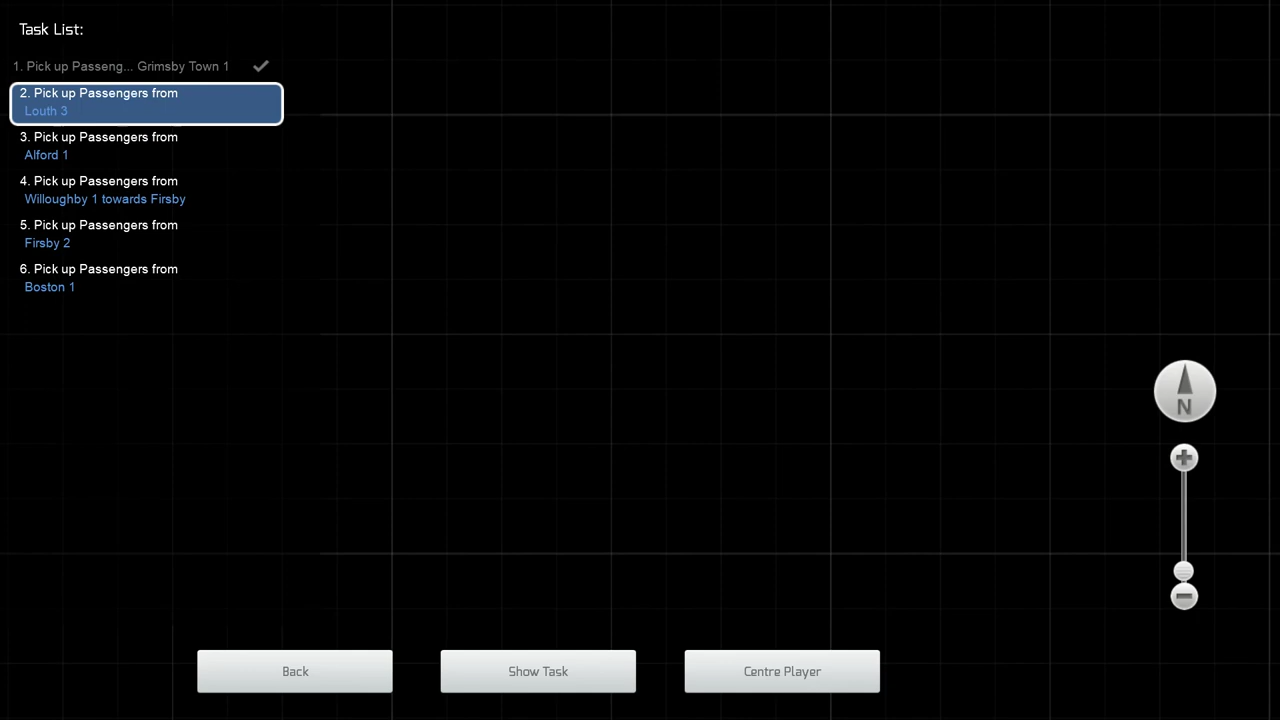 Task List:
1. Pick up Passeng... Grimsby Town 1
2. Pick up Passengers from
Louth 3
3. Pick up Passengers from
Alford 1
4. Pick up Passengers from
Willoughby 1 towards Firsby
5. Pick up Passengers from
Firsby 2
6. Pick up Passengers from
Boston 1
N
Back
Show Task
Centre Player